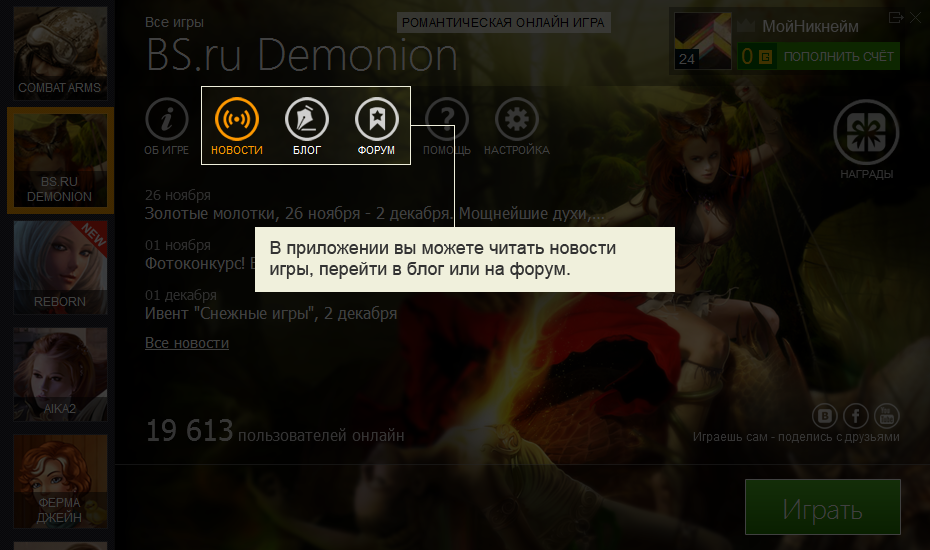 COMBAT ARMS
BS.RU
DEMONION
NEW
REBORN
AIKA2
ФЕРМА
ДЖЕЙН
Все игры
РОМАНТИЧЕСКАЯ ОНЛАЙН ИГРА
BS.ru Demonion
МойНикнейм
24
0 ПОПОЛНИТЬ СЧЁТ
ОБ ИГРЕ
НОВОСТИ
БЛОГ
ФОРУМ
ПОМОЩЬ
НАСТРОЙКА
НАГРАДЫ
26 ноября
Золотые молотки, 26 ноября - 2 декабря. Мощнейшие духи,...
01 ноября
Фотоконкурс!
В приложении вы можете читать новости
игры, перейти в блог или на форум.
01 декабря
Ивент "Снежные игры", 2 декабря
Все новости
19 613 пользователей онлайн
You Tube
Играешь сам - поделись с друзьями
Играть